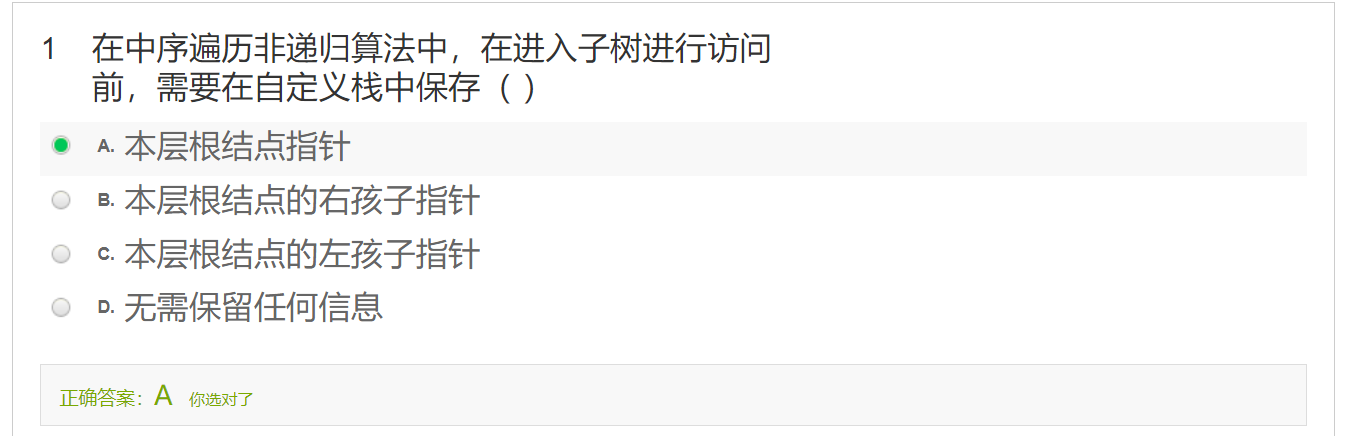 1 在中序遍历非递归算法中，在进入子树进行访问
前，需要在自定义栈中保存（ ）
A. 本层根结点指针
B. 本层根结点的右孩子指针
C. 本层根结点的左孩子指针
D. 无需保留任何信息
正确答案：A 你选对了